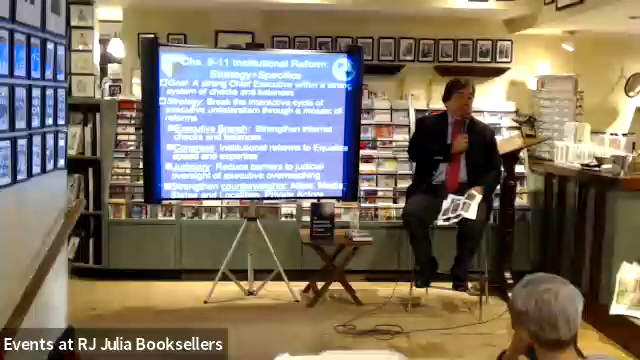 Chs. 9-11 Institutional Reform:
Strategy+Specifics
Goal: A strong Chief Executive within a strong
system of checks and balances
Strategy: Break the interactive cycle of
executive unilateralism through a mosaic of
reforms
Executive Branch: Strengthen internal
checks and balances
Congress: Institutional reforms to Equalize
speed and expertise
Judiciary: Reduce barriers to judicial
oversight of executive overreaching
Strengthen counterweights: Allies, Media,
States and Localities, Private Actors
Events at RJ Julia Booksellers